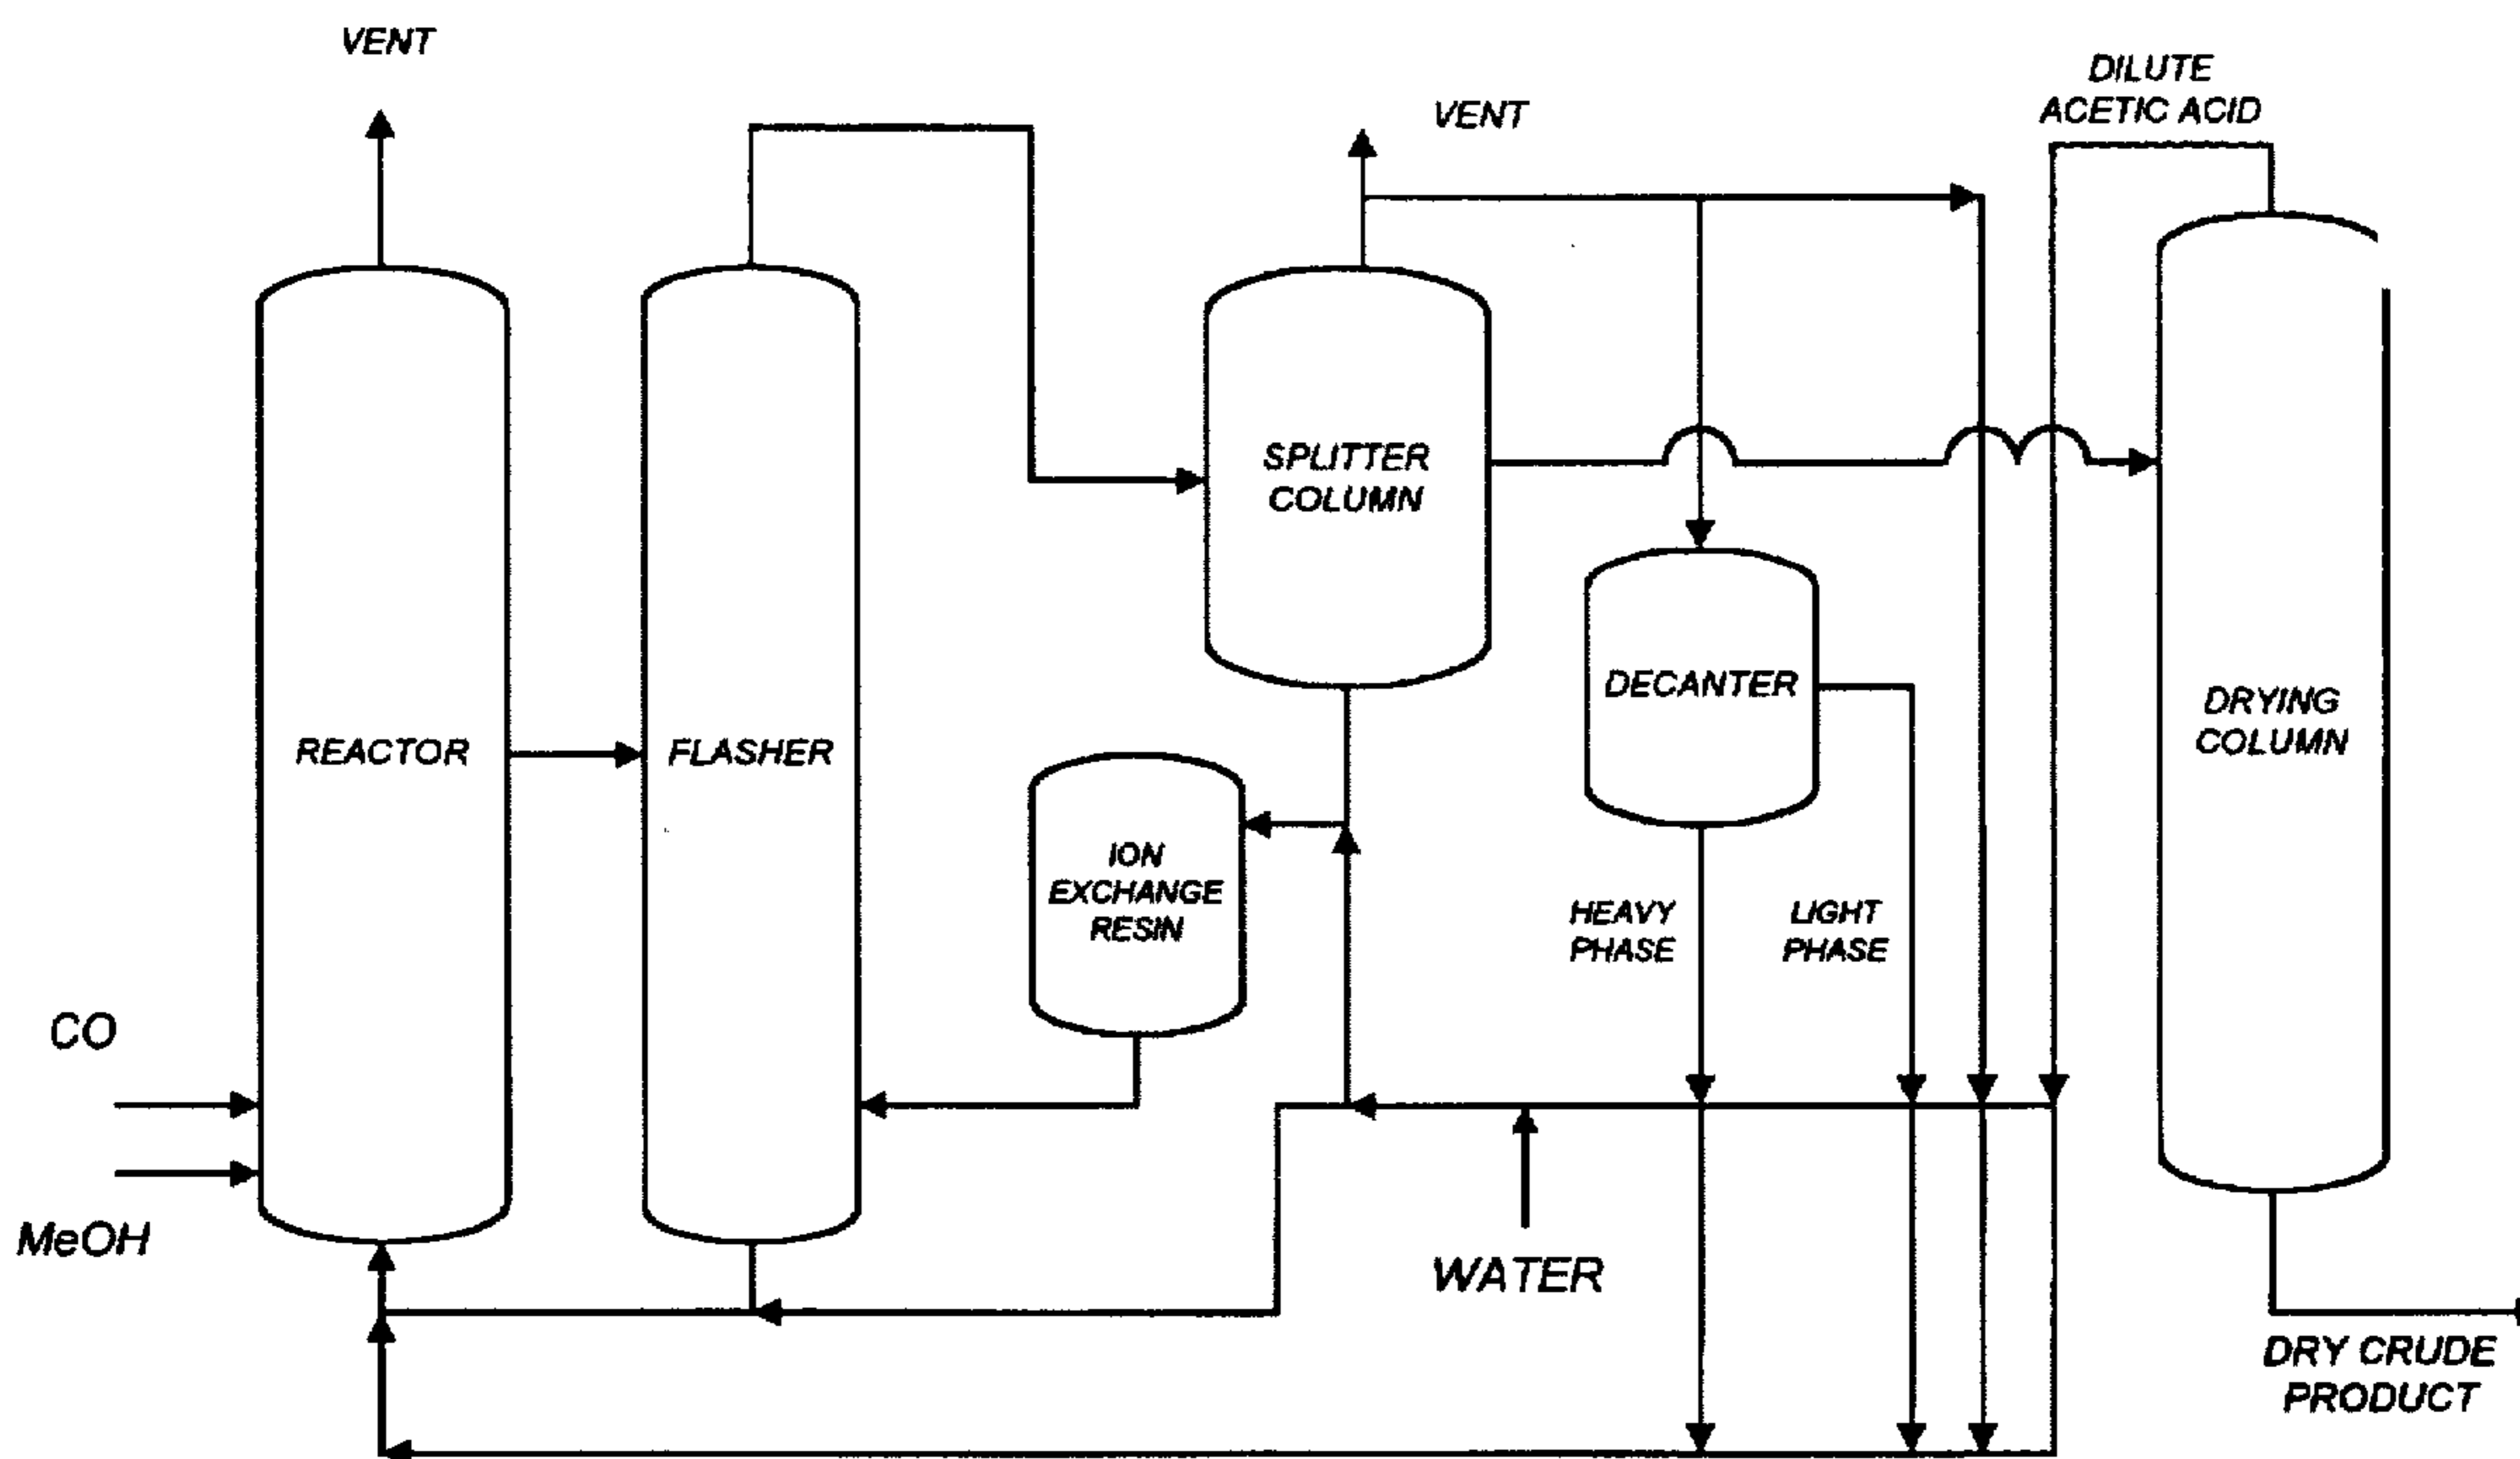 VENT
DILUTE
ACETIC ACID
VENT
SPLITTER
COLUMN
DECANTER
DRYING
COLUMN
REACTOR
FLASHER
ION
EXCHANGE
RESIN
HEAVY
PHASE
LIGHT
PHASE
CO
MeOH
WATER
DRY CRUDE
PRODUCT